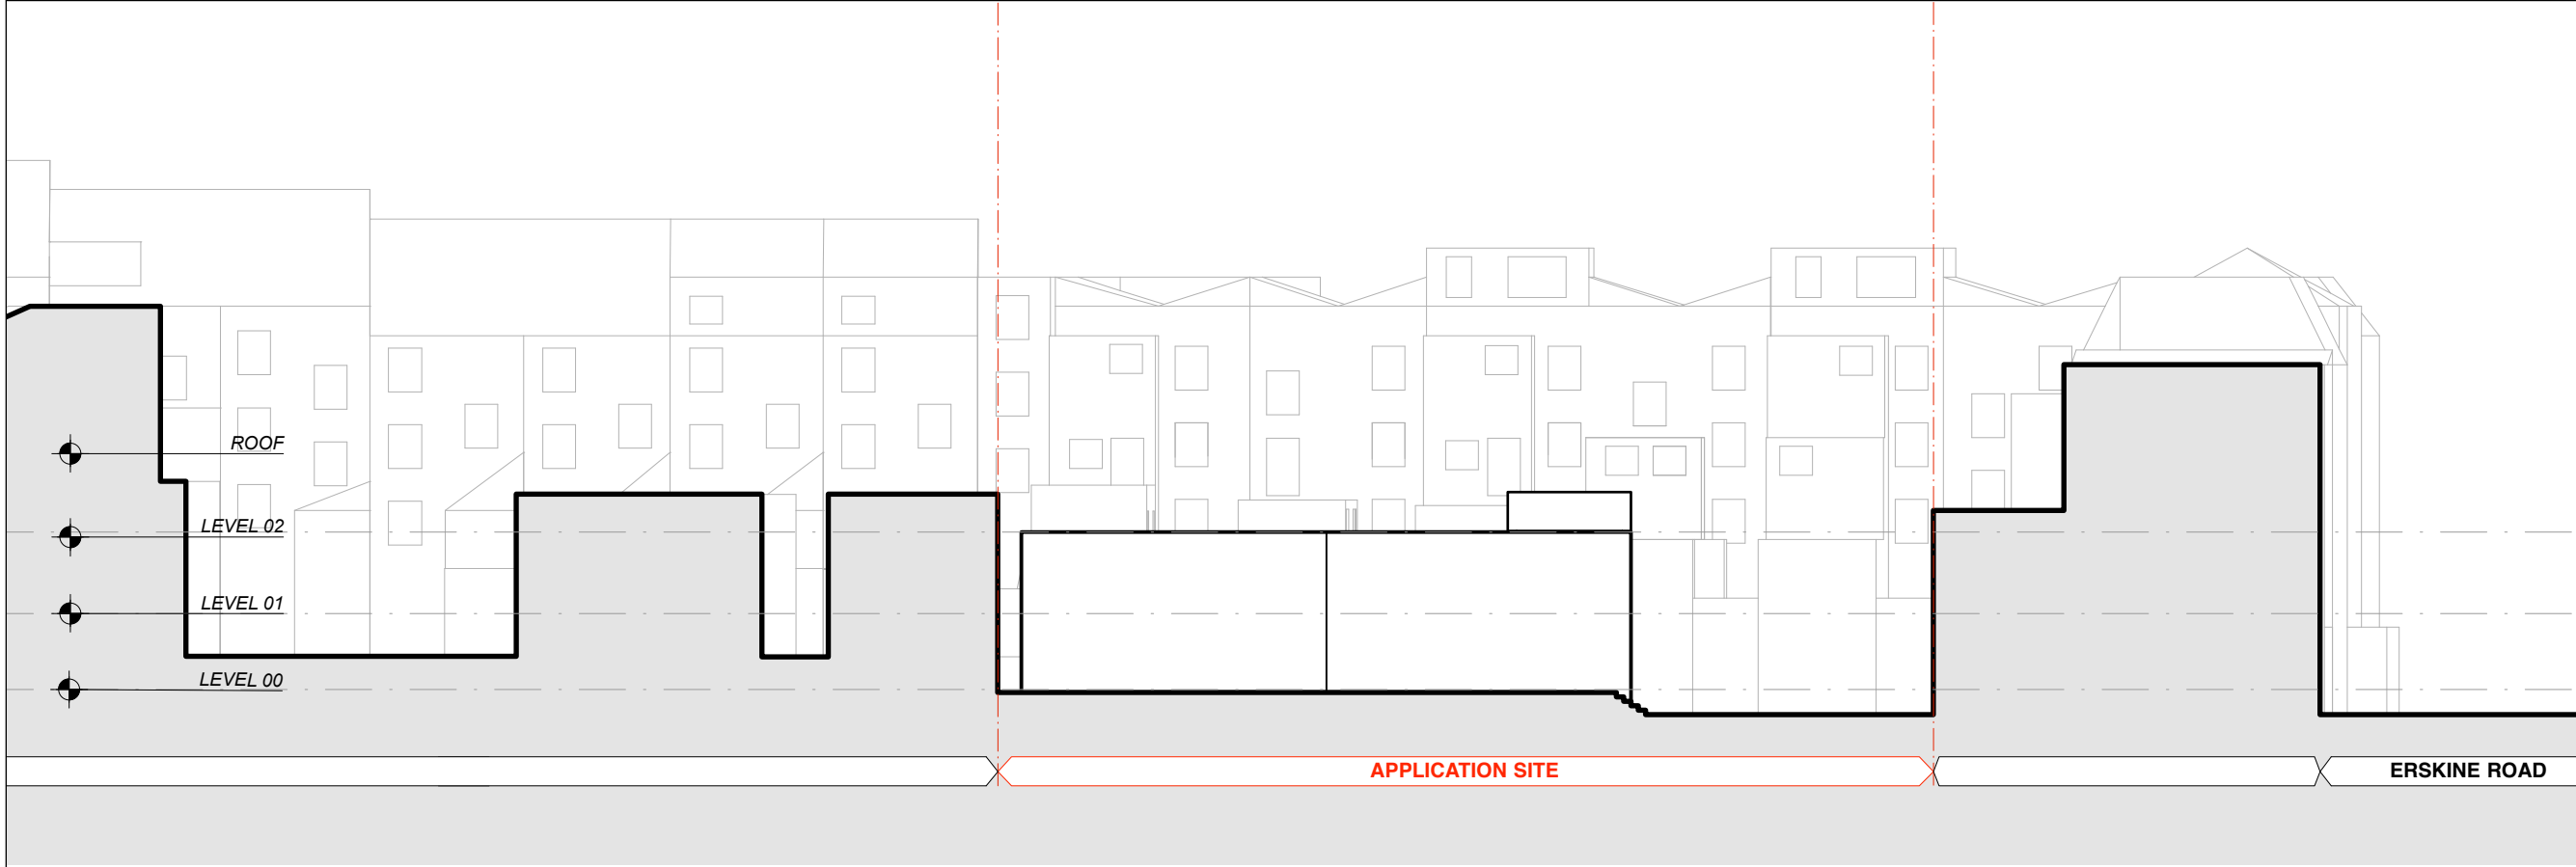 ROOF
LEVEL 02
LEVEL 01
LEVEL 00
APPLICATION SITE
ERSKINE ROAD